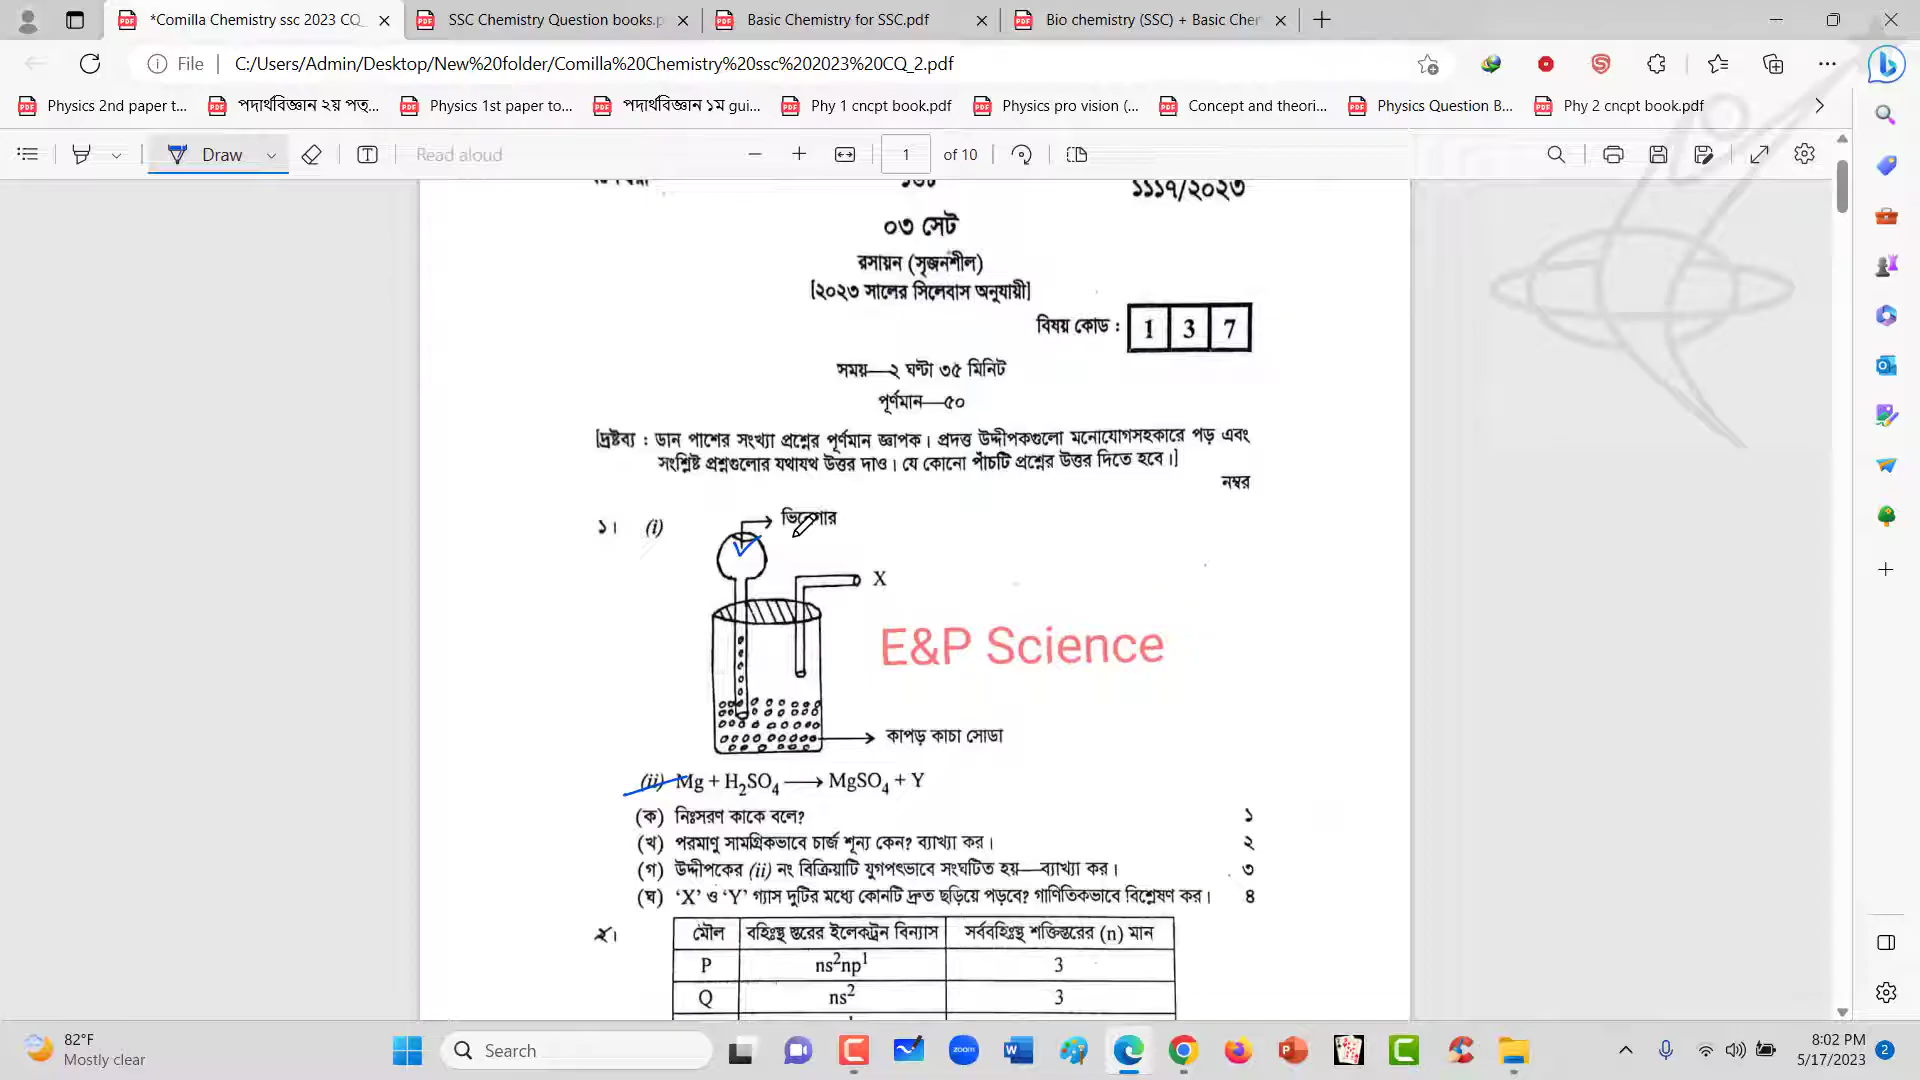 *Comilla Chemistry ssc 2023 CQ_
SSC Chemistry Question books.p
Basic Chemistry for SSC.pdf
Bio chemistry (SSC) + Basic Cher
File
C:/Users/Admin/Desktop/New%20folder/Comilla%20Chemistry%20ssc%202023%20CQ_2.pdf
Physics 2nd paper t...
পদার্থবিজ্ঞান ২য় পত্...
Physics 1st paper to...
পদার্থবিজ্ঞান ১ম gui...
Phy 1 cncpt book.pdf
Physics pro vision (...
Concept and theori...
Physics Question B...
Phy 2 cncpt book.pdf
Draw
Read aloud
1 of 10
১১১৭/২০২৩
০৩ সেট
রসায়ন (সৃজনশীল)
[২০২৩ সালের সিলেবাস অনুযায়ী]
বিষয় কোড : 1 3 7
সময়—২ ঘণ্টা ৩৫ মিনিট
পূর্ণমান—৫০
[দ্রষ্টব্য : ডান পাশের সংখ্যা প্রশ্নের পূর্ণমান জ্ঞাপক। প্রদত্ত উদ্দীপকগুলো মনোযোগসহকারে পড় এবং
সংশ্লিষ্ট প্রশ্নগুলোর যথাযথ উত্তর দাও। যে কোনো পাঁচটি প্রশ্নের উত্তর দিতে হবে।]
নম্বর
১। (i)
X
E&P Science
কাপড় কাচা সোডা
(ii) Mg + H₂SO₄ ⟶ MgSO₄ + Y
(ক) নিঃসরণ কাকে বলে? ১
(খ) পরমাণু সামগ্রিকভাবে চার্জ শূন্য কেন? ব্যাখ্যা কর। ২
(গ) উদ্দীপকের (ii) নং বিক্রিয়াটি যুগপৎভাবে সংঘটিত হয়—ব্যাখ্যা কর। ৩
(ঘ) ‘X’ ও ‘Y’ গ্যাস দুটির মধ্যে কোনটি দ্রুত ছড়িয়ে পড়বে? গাণিতিকভাবে বিশ্লেষণ কর। ৪
২।
মৌল বহিঃস্থ স্তরের ইলেকট্রন বিন্যাস সর্ববহিঃস্থ শক্তিস্তরের (n) মান
P ns²np¹ 3
Q ns² 3
82°F
Mostly clear
Search
zoom
8:02 PM
5/17/2023
2